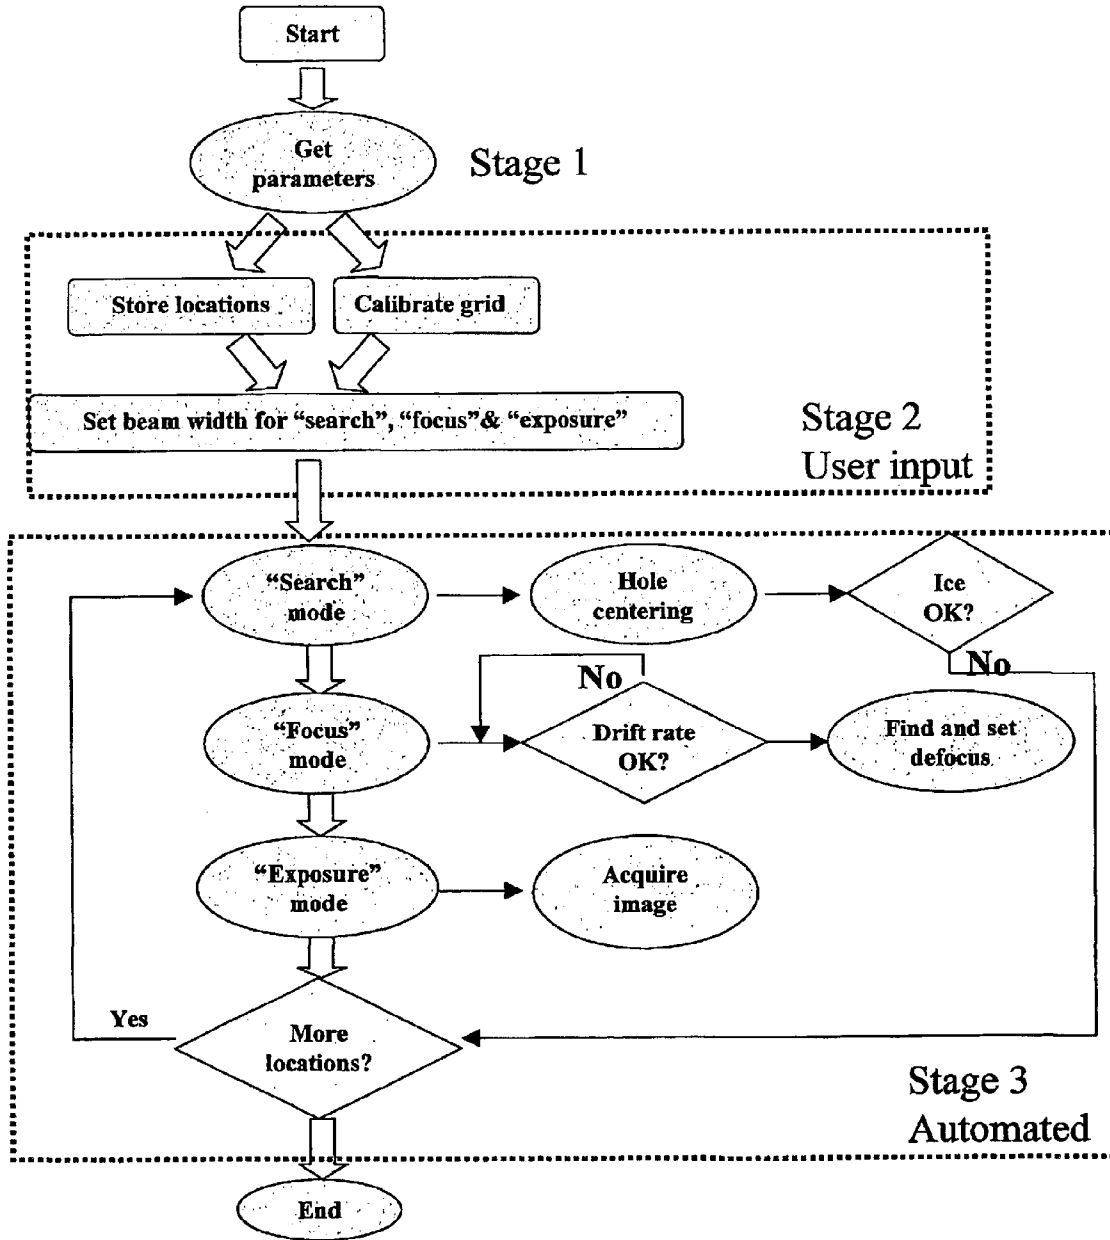 Start
Get
parameters
Stage 1
Store locations
Calibrate grid
Set beam width for “search”, “focus”& “exposure”
Stage 2
User input
“Search”
mode
Hole
centering
Ice
OK?
No
No
“Focus”
mode
Drift rate
OK?
Find and set
defocus
“Exposure”
mode
Acquire
image
Yes
More
locations?
Stage 3
Automated
End